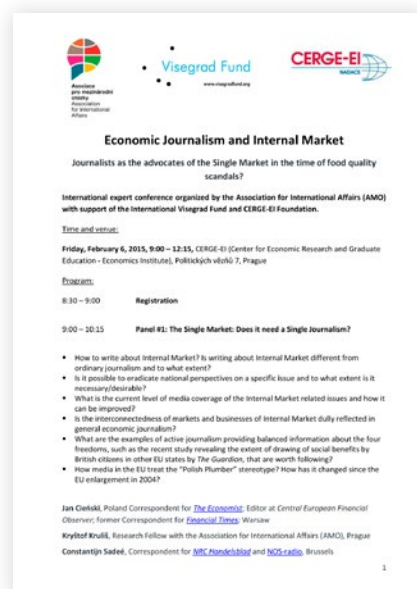 Asociace
pro mezinárodní
otázky
Association
for International
Affairs
Visegrad Fund
www.visegradfund.org
CERGE-EI
NADACE
Economic Journalism and Internal Market
Journalists as the advocates of the Single Market in the time of food quality
scandals?
International expert conference organized by the Association for International Affairs (AMO)
with support of the International Visegrad Fund and CERGE-EI Foundation.
Time and venue:
Friday, February 6, 2015, 9:00 – 12:15, CERGE-EI (Center for Economic Research and Graduate
Education - Economics Institute), Politických vězňů 7, Prague
Program:
8:30 – 9:00 Registration
9:00 – 10:15 Panel #1: The Single Market: Does it need a Single Journalism?
• How to write about Internal Market? Is writing about Internal Market different from
ordinary journalism and to what extent?
• Is it possible to eradicate national perspectives on a specific issue and to what extent is it
necessary/desirable?
• What is the current level of media coverage of the Internal Market related issues and how it
can be improved?
• Is the interconnectedness of markets and businesses of Internal Market dully reflected in
general economic journalism?
• What are the examples of active journalism providing balanced information about the four
freedoms, such as the recent study revealing the extent of drawing of social benefits by
British citizens in other EU states by The Guardian, that are worth following?
• How media in the EU treat the "Polish Plumber" stereotype? How has it changed since the
EU enlargement in 2004?
Jan Cieński, Poland Correspondent for The Economist; Editor at Central European Financial
Observer; former Correspondent for Financial Times; Warsaw
Kryštof Kruliš, Research Fellow with the Association for International Affairs (AMO), Prague
Constantijn Sadeé, Correspondent for NRC Handelsblad and NOS-radio, Brussels
1